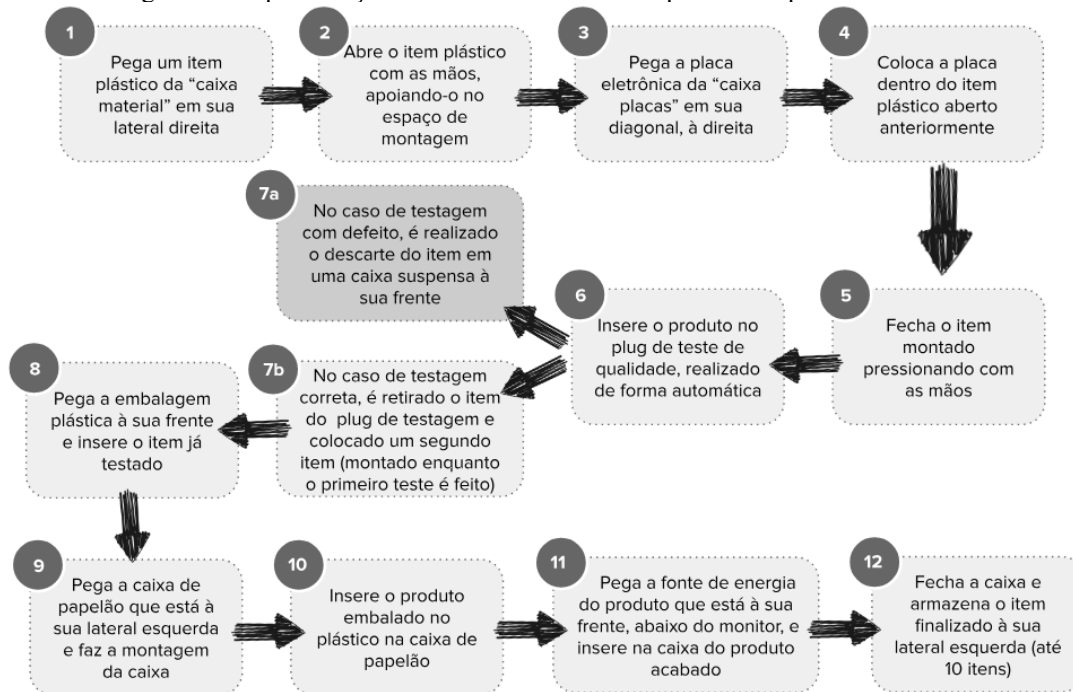 1
Pega um item
plástico da “caixa
material” em sua
lateral direita
2
Abre o item plástico
com as mãos,
apoiando-o no
espaço de
montagem
3
Pega a placa
eletrônica da “caixa
placas” em sua
diagonal, à direita
4
Coloca a placa
dentro do item
plástico aberto
anteriormente
5
Fecha o item
montado
pressionando com
as mãos
6
Insere o produto no
plug de teste de
qualidade, realizado
de forma automática
7a
No caso de testagem
com defeito, é realizado
o descarte do item em
uma caixa suspensa à
sua frente
7b
No caso de testagem
correta, é retirado o item
do plug de testagem e
colocado um segundo
item (montado enquanto
o primeiro teste é feito)
8
Pega a embalagem
plástica à sua frente
e insere o item já
testado
9
Pega a caixa de
papelão que está à
sua lateral esquerda
e faz a montagem
da caixa
10
Insere o produto
embalado no
plástico na caixa de
papelão
11
Pega a fonte de energia
do produto que está à sua
frente, abaixo do monitor, e
insere na caixa do produto
acabado
12
Fecha a caixa e
armazena o item
finalizado à sua
lateral esquerda (até
10 itens)